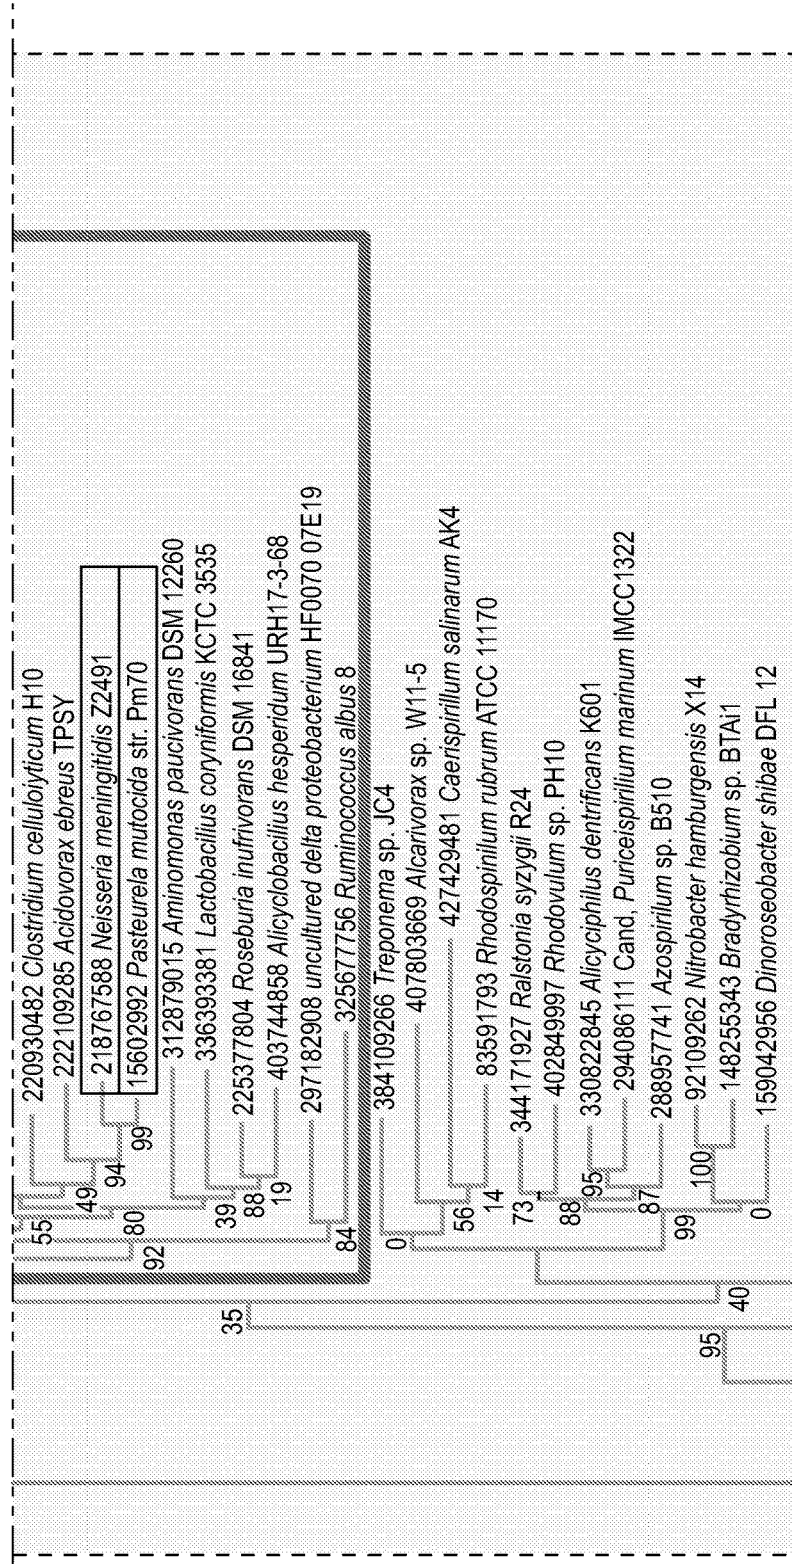 220930482 Clostridium celluloiyticum H10
222109285 Acidovorax ebreus TPSY
218767588 Neisseria meningitidis Z2491
15602992 Pasteurela mutocida str. Pm70
312879015 Aminomonas paucivorans DSM 12260
336393381 Lactobacillus coryniformis KCTC 3535
225377804 Roseburia inufrivorans DSM 16841
403744858 Alicyclobacillus hesperidum URH17-3-68
297182908 uncultured delta proteobacterium HF0070 07E19
325677756 Ruminococcus albus 8
384109266 Treponema sp. JC4
407803669 Alcarivorax sp. W11-5
427429481 Caerispirillum salinarum AK4
83591793 Rhodospinilum rubrum ATCC 11170
344171927 Ralstonia syzygii R24
402849997 Rhodovulum sp. PH10
330822845 Alicyciphilus dentrificans K601
294086111 Cand, Puriceispirillum marinum IMCC1322
288957741 Azospirilum sp. B510
92109262 Nitrobacter hamburgensis X14
148255343 Bradyrhizobium sp. BTAi1
159042956 Dinoroseobacter shibae DFL 12
55
49
94
99
80
92
39
88
19
84
0
56
14
73
88
95
87
99
100
0
35
40
95